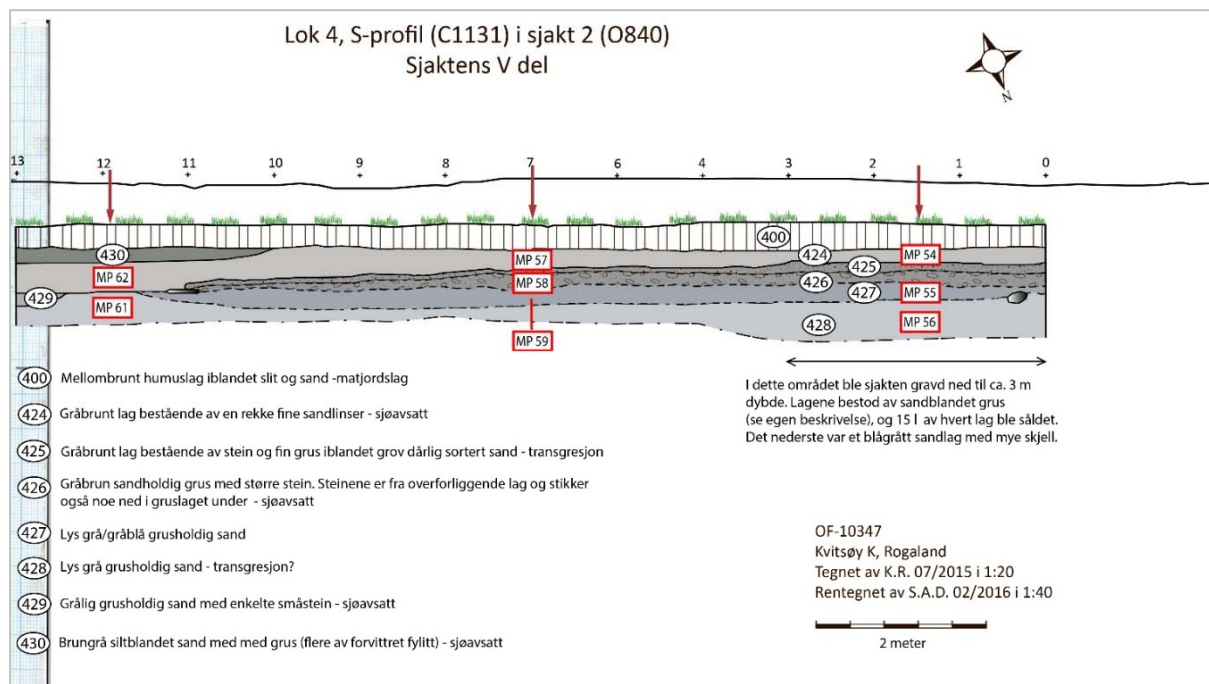 Lok 4, S-profil (C1131) i sjakt 2 (O840)
Sjaktens V del
N
13 12 11 10 9 8 7 6 5 4 3 2 1 0
400
430
424
MP 57
MP 54
425
MP 62
MP 58
426
429
427
MP 55
MP 61
428
MP 56
MP 59
400 Mellombrunt humuslag iblandet slit og sand -matjordslag
424 Gråbrunt lag bestående av en rekke fine sandlinser - sjøavsatt
425 Gråbrunt lag bestående av stein og fin grus iblandet grov dårlig sortert sand - transgresjon
426 Gråbrun sandholdig grus med større stein. Steinene er fra overforliggende lag og stikker
også noe ned i gruslaget under - sjøavsatt
427 Lys grå/gråblå grusholdig sand
428 Lys grå grusholdig sand - transgresjon?
429 Grålig grusholdig sand med enkelte småstein - sjøavsatt
430 Brungrå siltblandet sand med med grus (flere av forvittret fylitt) - sjøavsatt
I dette området ble sjakten gravd ned til ca. 3 m
dybde. Lagene bestod av sandblandet grus
(se egen beskrivelse), og 15 l av hvert lag ble såldet.
Det nederste var et blågrått sandlag med mye skjell.
OF-10347
Kvitsøy K, Rogaland
Tegnet av K.R. 07/2015 i 1:20
Rentegnet av S.A.D. 02/2016 i 1:40
2 meter